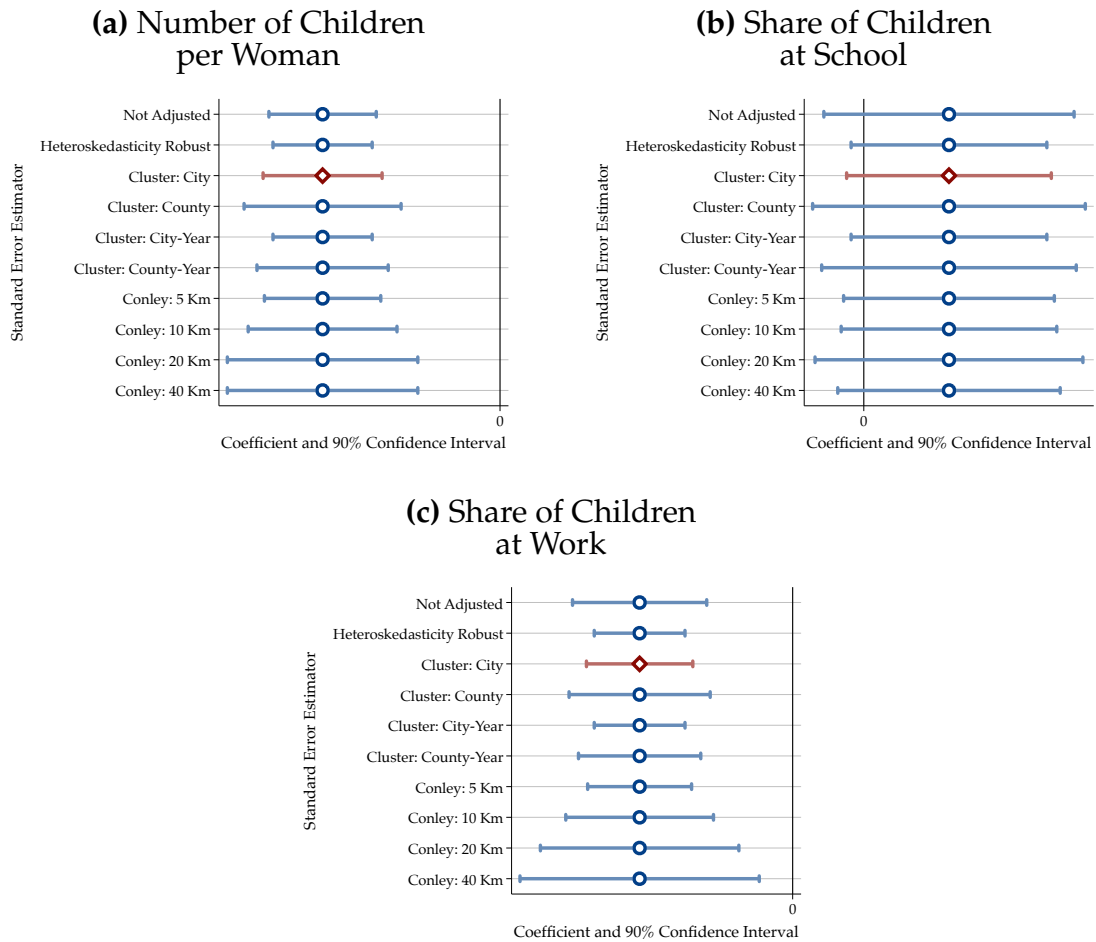 (a) Number of Children
per Woman
Standard Error Estimator
Not Adjusted
Heteroskedasticity Robust
Cluster: City
Cluster: County
Cluster: City-Year
Cluster: County-Year
Conley: 5 Km
Conley: 10 Km
Conley: 20 Km
Conley: 40 Km
0
Coefficient and 90% Confidence Interval
(b) Share of Children
at School
Standard Error Estimator
Not Adjusted
Heteroskedasticity Robust
Cluster: City
Cluster: County
Cluster: City-Year
Cluster: County-Year
Conley: 5 Km
Conley: 10 Km
Conley: 20 Km
Conley: 40 Km
0
Coefficient and 90% Confidence Interval
(c) Share of Children
at Work
Standard Error Estimator
Not Adjusted
Heteroskedasticity Robust
Cluster: City
Cluster: County
Cluster: City-Year
Cluster: County-Year
Conley: 5 Km
Conley: 10 Km
Conley: 20 Km
Conley: 40 Km
0
Coefficient and 90% Confidence Interval